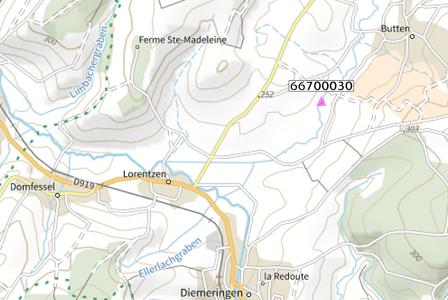 300
Limbachergraben
Ferme Ste-Madeleine
Butten
66700030
252
303
D919
Domfessel
Lorentzen
Ellerlachgraben
300
la Redoute
Diemeringen